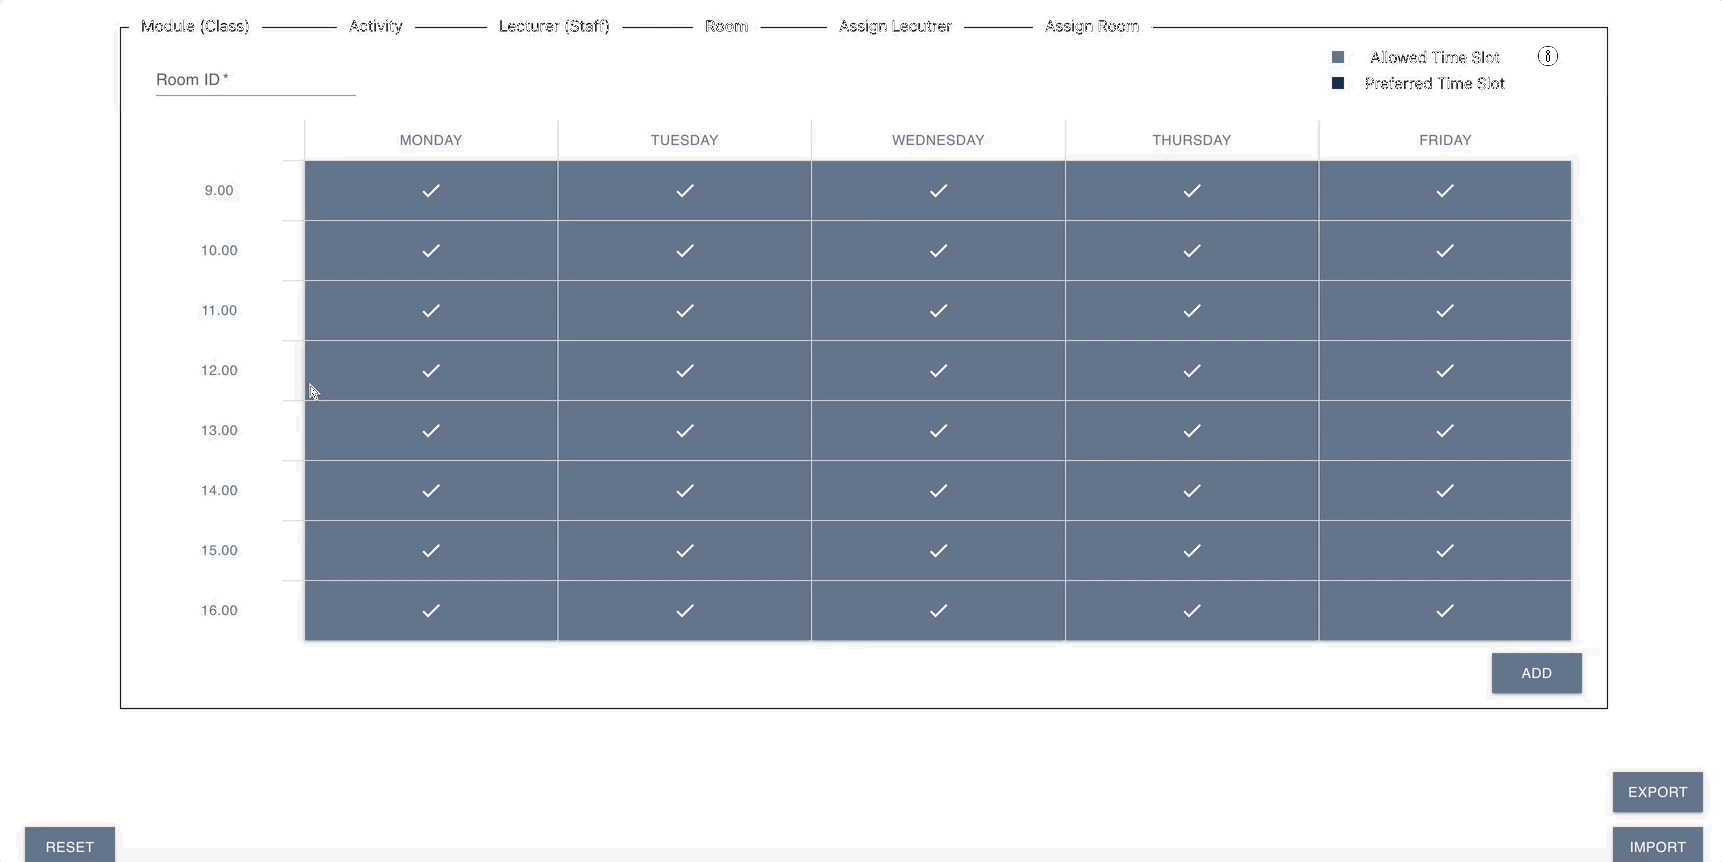 Module (Class) Activity Lecturer (Staff) Room Assign Lecutrer Assign Room
Allowed Time Slot
Preferred Time Slot
Room ID *
MONDAY TUESDAY WEDNESDAY THURSDAY FRIDAY
9.00
10.00
11.00
12.00
13.00
14.00
15.00
16.00
ADD
EXPORT
RESET
IMPORT